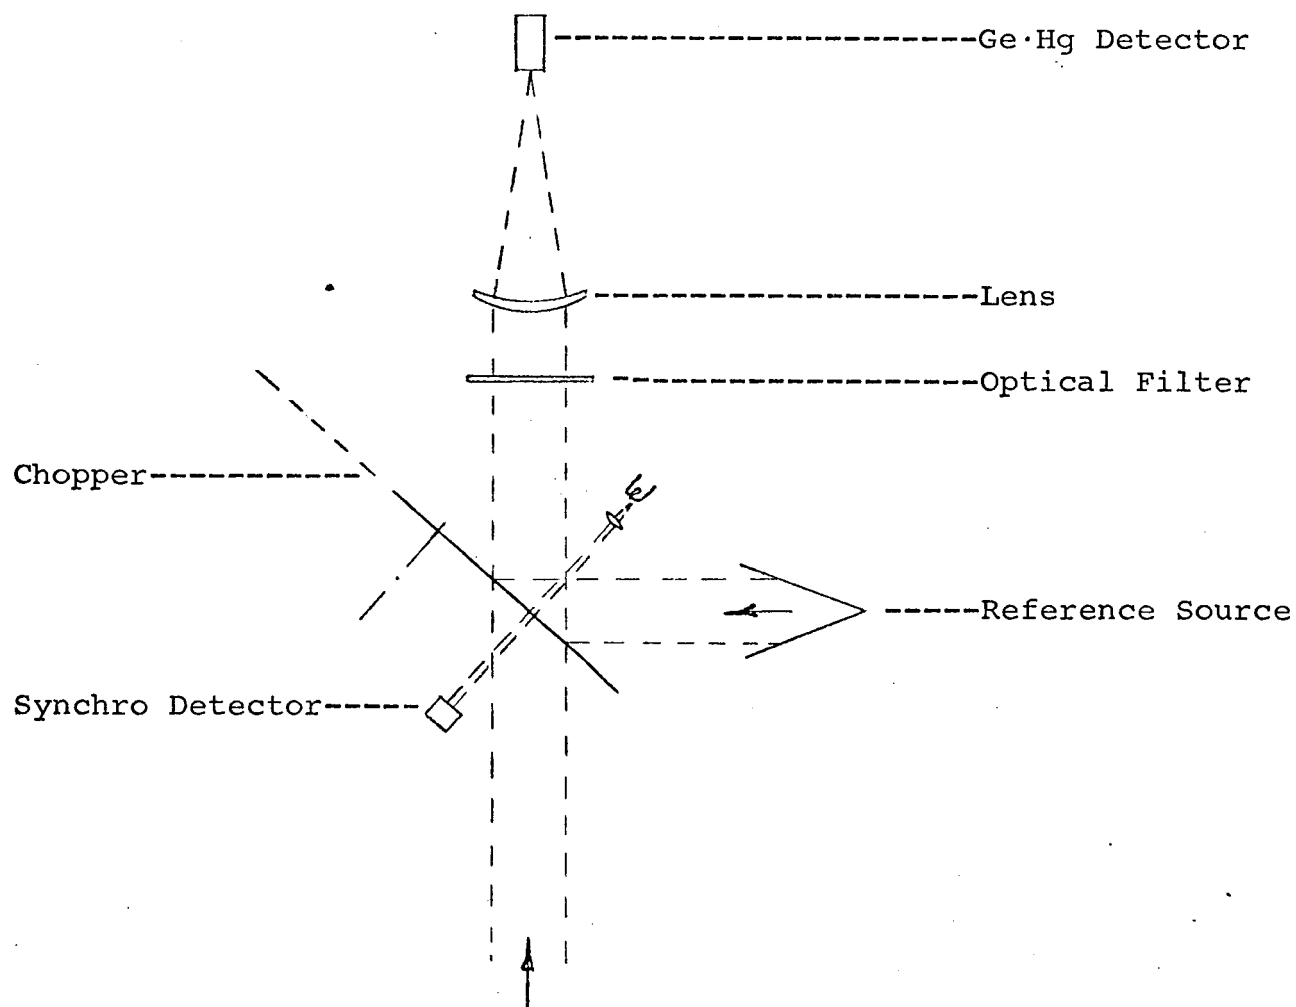 Ge·Hg Detector
Lens
Optical Filter
Chopper
Reference Source
Synchro Detector